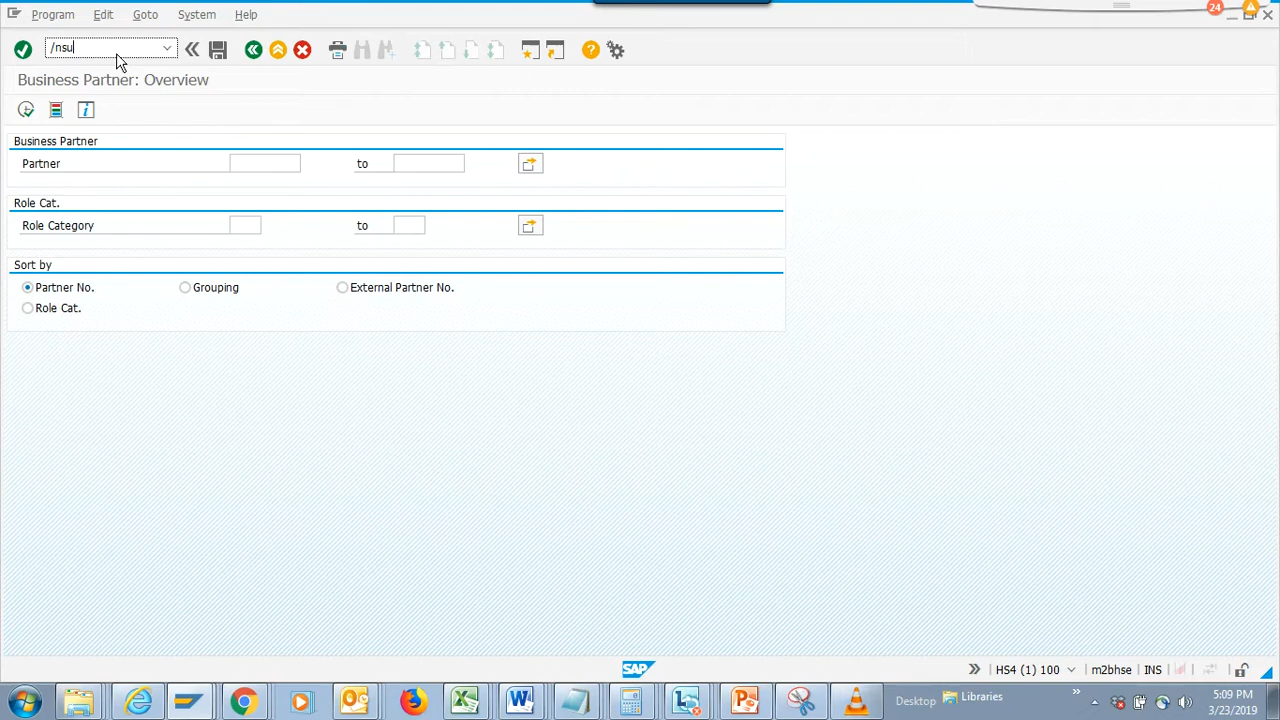 24
Program Edit Goto System Help
/nsu
Business Partner: Overview
Business Partner
Partner to
Role Cat.
Role Category to
Sort by
Partner No. Grouping External Partner No.
Role Cat.
SAP HS4 (1) 100 m2bhse INS
Desktop Libraries 5:09 PM
3/23/2019